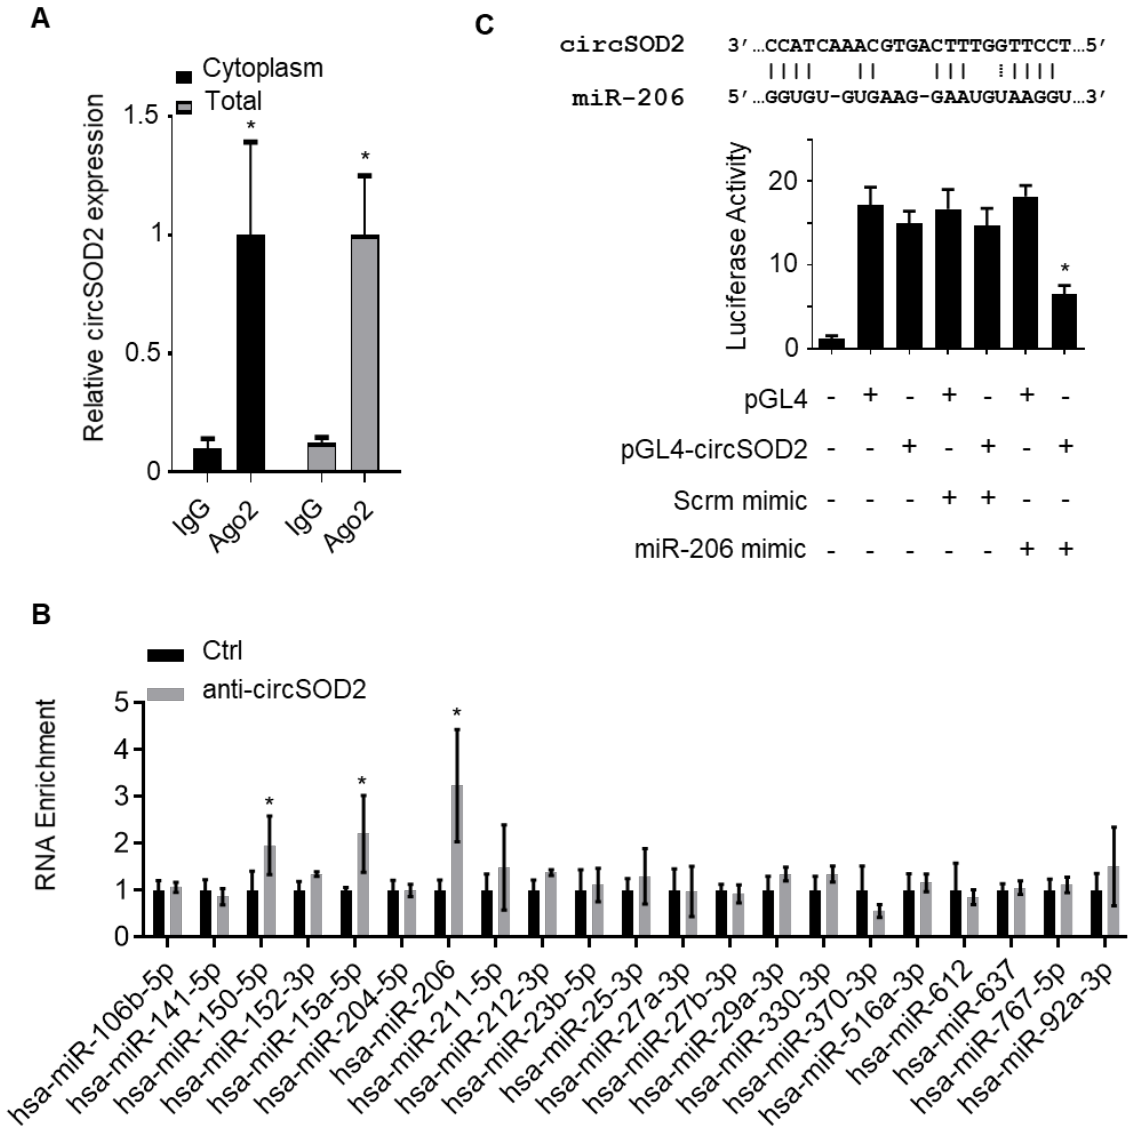 A
Cytoplasm
Total
Relative circSOD2 expression
1.5
1
0.5
0
*
*
IgG
Ago2
IgG
Ago2
C
circSOD2 3’…CCATCAAACGTGACTTTGGTTCCT…5’
miR-206 5’…GGUGU-GUGAAG-GAAUGUAAGGU…3’
Luciferase Activity
20
10
0
*
pGL4 - + - + - + -
pGL4-circSOD2 - - + - + - +
Scrm mimic - - - + + - -
miR-206 mimic - - - - - + +
B
Ctrl
anti-circSOD2
RNA Enrichment
5
4
3
2
1
0
*
*
*
hsa-miR-106b-5p
hsa-miR-141-5p
hsa-miR-150-5p
hsa-miR-152-3p
hsa-miR-15a-5p
hsa-miR-204-5p
hsa-miR-206
hsa-miR-211-5p
hsa-miR-212-3p
hsa-miR-23b-5p
hsa-miR-25-3p
hsa-miR-27a-3p
hsa-miR-27b-3p
hsa-miR-29a-3p
hsa-miR-330-3p
hsa-miR-370-3p
hsa-miR-516a-3p
hsa-miR-612
hsa-miR-637
hsa-miR-767-5p
hsa-miR-92a-3p